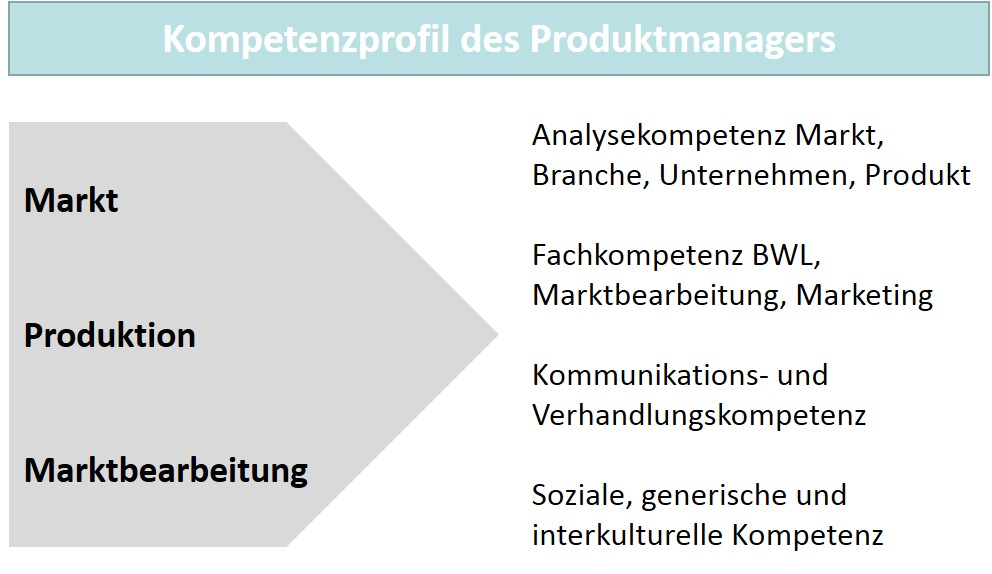 Kompetenzprofil des Produktmanagers
Markt
Produktion
Marktbearbeitung
Analysekompetenz Markt,
Branche, Unternehmen, Produkt
Fachkompetenz BWL,
Marktbearbeitung, Marketing
Kommunikations- und
Verhandlungskompetenz
Soziale, generische und
interkulturelle Kompetenz